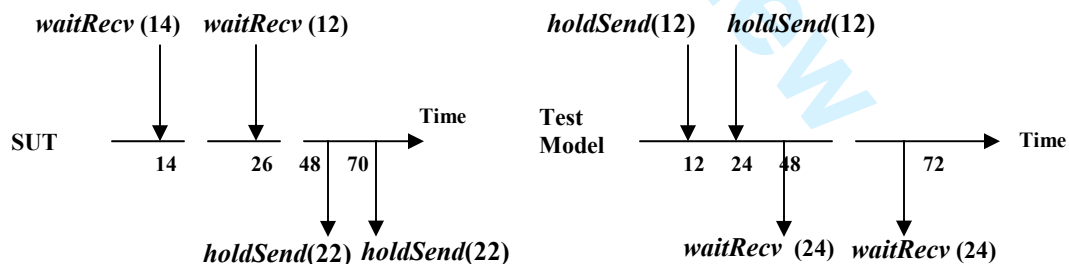 waitRecv (14) waitRecv (12)
holdSend(12) holdSend(12)
SUT
Time
Test
Model
Time
14 26 48 70
12 24 48 72
holdSend(22) holdSend(22)
waitRecv (24) waitRecv (24)
ew